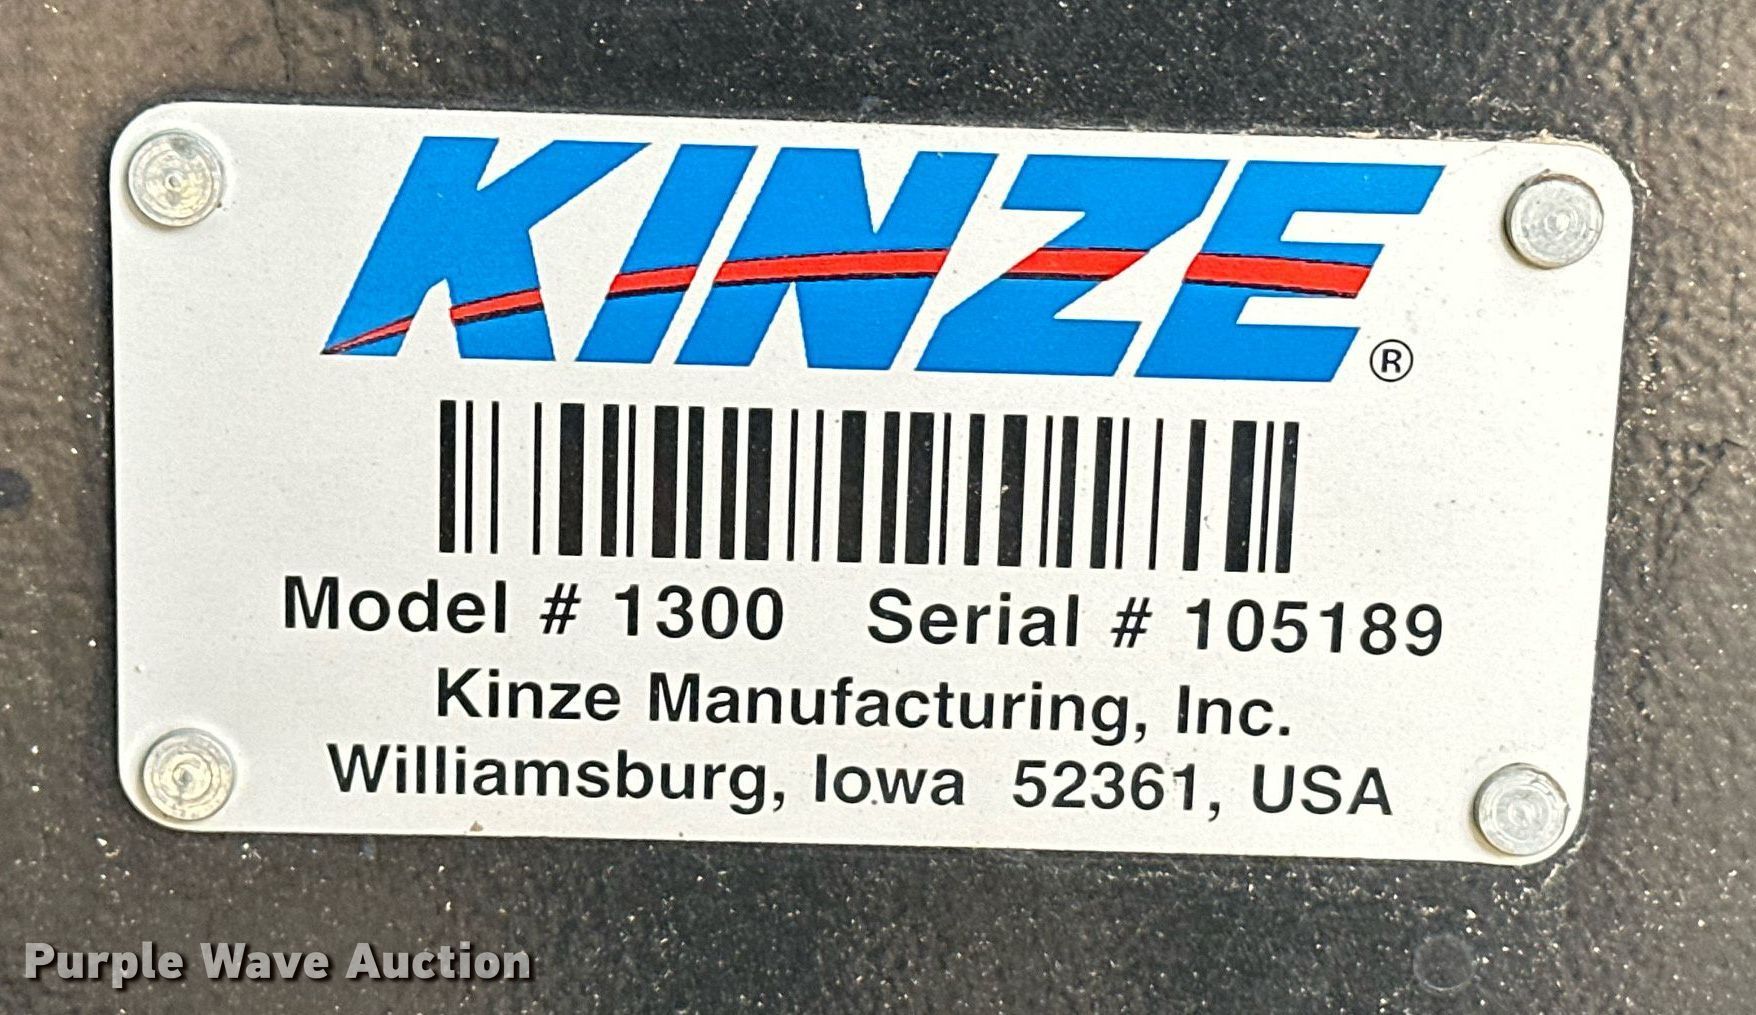 KINZE®
Model # 1300 Serial # 105189
Kinze Manufacturing, Inc.
Williamsburg, Iowa 52361, USA
Purple Wave Auction